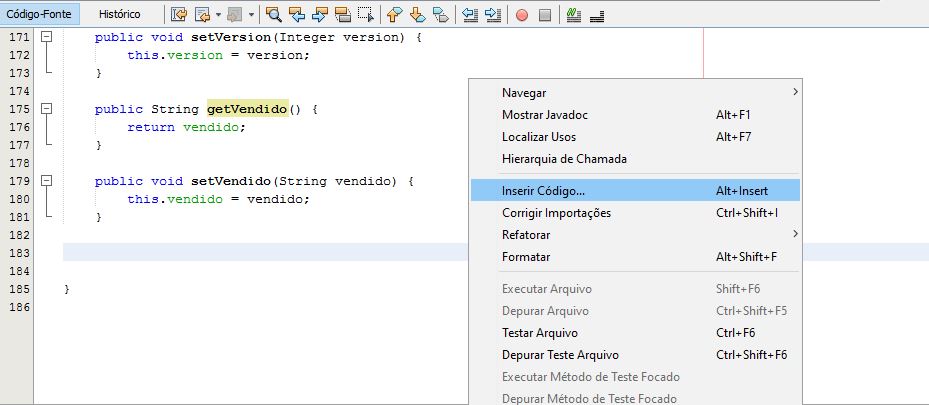 Código-Fonte Histórico
171 public void setVersion(Integer version) {
172 this.version = version;
173 }
174
175 public String getVendido() {
176 return vendido;
177 }
178
179 public void setVendido(String vendido) {
180 this.vendido = vendido;
181 }
182
183
184
185 }
186
Navegar
Mostrar Javadoc Alt+F1
Localizar Usos Alt+F7
Hierarquia de Chamada
Inserir Código... Alt+Insert
Corrigir Importações Ctrl+Shift+I
Refatorar
Formatar Alt+Shift+F
Executar Arquivo Shift+F6
Depurar Arquivo Ctrl+Shift+F5
Testar Arquivo Ctrl+F6
Depurar Teste Arquivo Ctrl+Shift+F6
Executar Método de Teste Focado
Depurar Método de Teste Focado